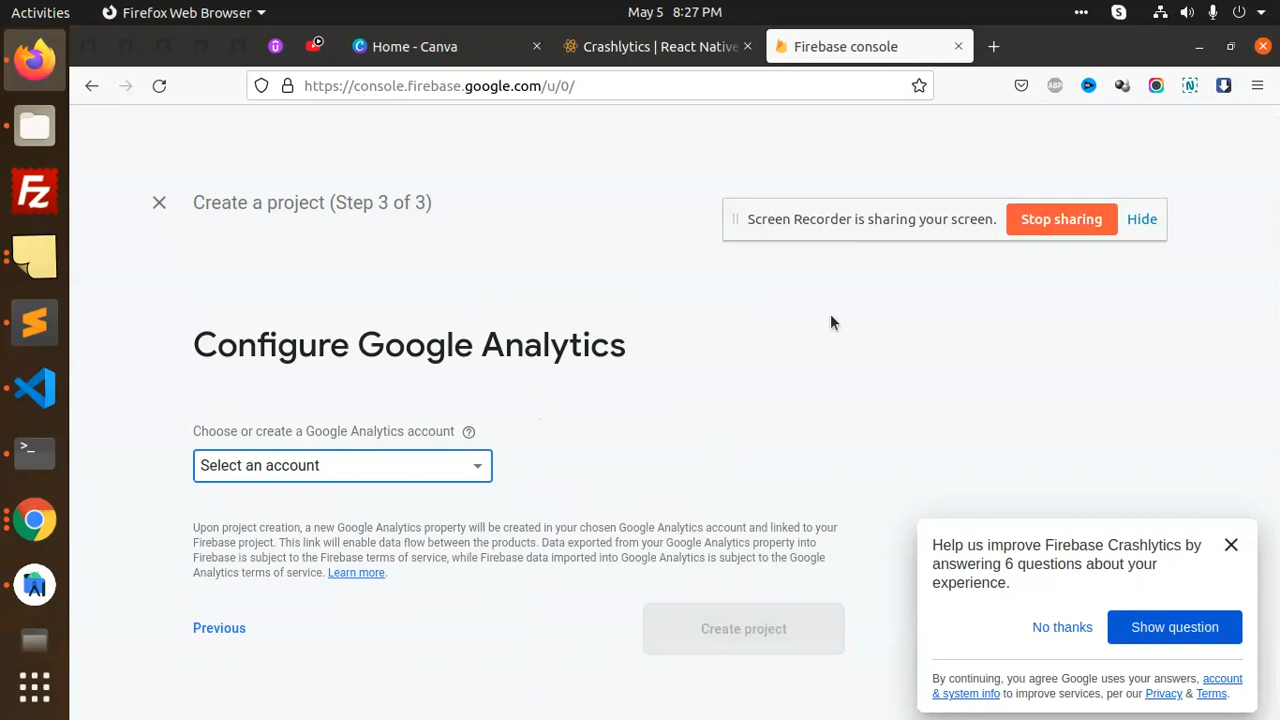 Activities
Firefox Web Browser
May 5 8:27 PM
Home - Canva
Crashlytics | React Native
Firebase console
https://console.firebase.google.com/u/0/
ABP
N
Create a project (Step 3 of 3)
Screen Recorder is sharing your screen.
Stop sharing
Hide
Configure Google Analytics
Choose or create a Google Analytics account
Select an account
Upon project creation, a new Google Analytics property will be created in your chosen Google Analytics account and linked to your
Firebase project. This link will enable data flow between the products. Data exported from your Google Analytics property into
Firebase is subject to the Firebase terms of service, while Firebase data imported into Google Analytics is subject to the Google
Analytics terms of service. Learn more.
Previous
Create project
Help us improve Firebase Crashlytics by
answering 6 questions about your
experience.
No thanks
Show question
By continuing, you agree Google uses your answers, account
& system info to improve services, per our Privacy & Terms.